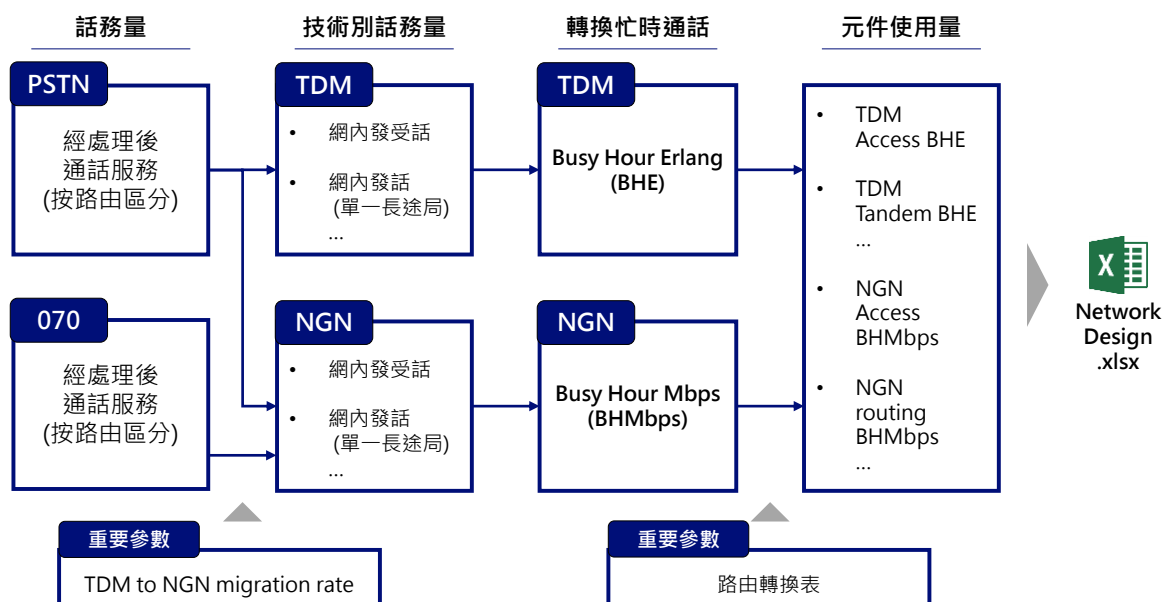 話務量
技術別話務量
轉換忙時通話
元件使用量
PSTN
經處理後
通話服務
(按路由區分)
TDM
• 網內發受話
• 網內發話
(單一長途局)
...
TDM
Busy Hour Erlang
(BHE)
• TDM
Access BHE
• TDM
Tandem BHE
...
• NGN
Access
BHMbps
• NGN
routing
BHMbps
...
X
Network
Design
.xlsx
070
經處理後
通話服務
(按路由區分)
NGN
• 網內發受話
• 網內發話
(單一長途局)
...
NGN
Busy Hour Mbps
(BHMbps)
重要參數
TDM to NGN migration rate
重要參數
路由轉換表